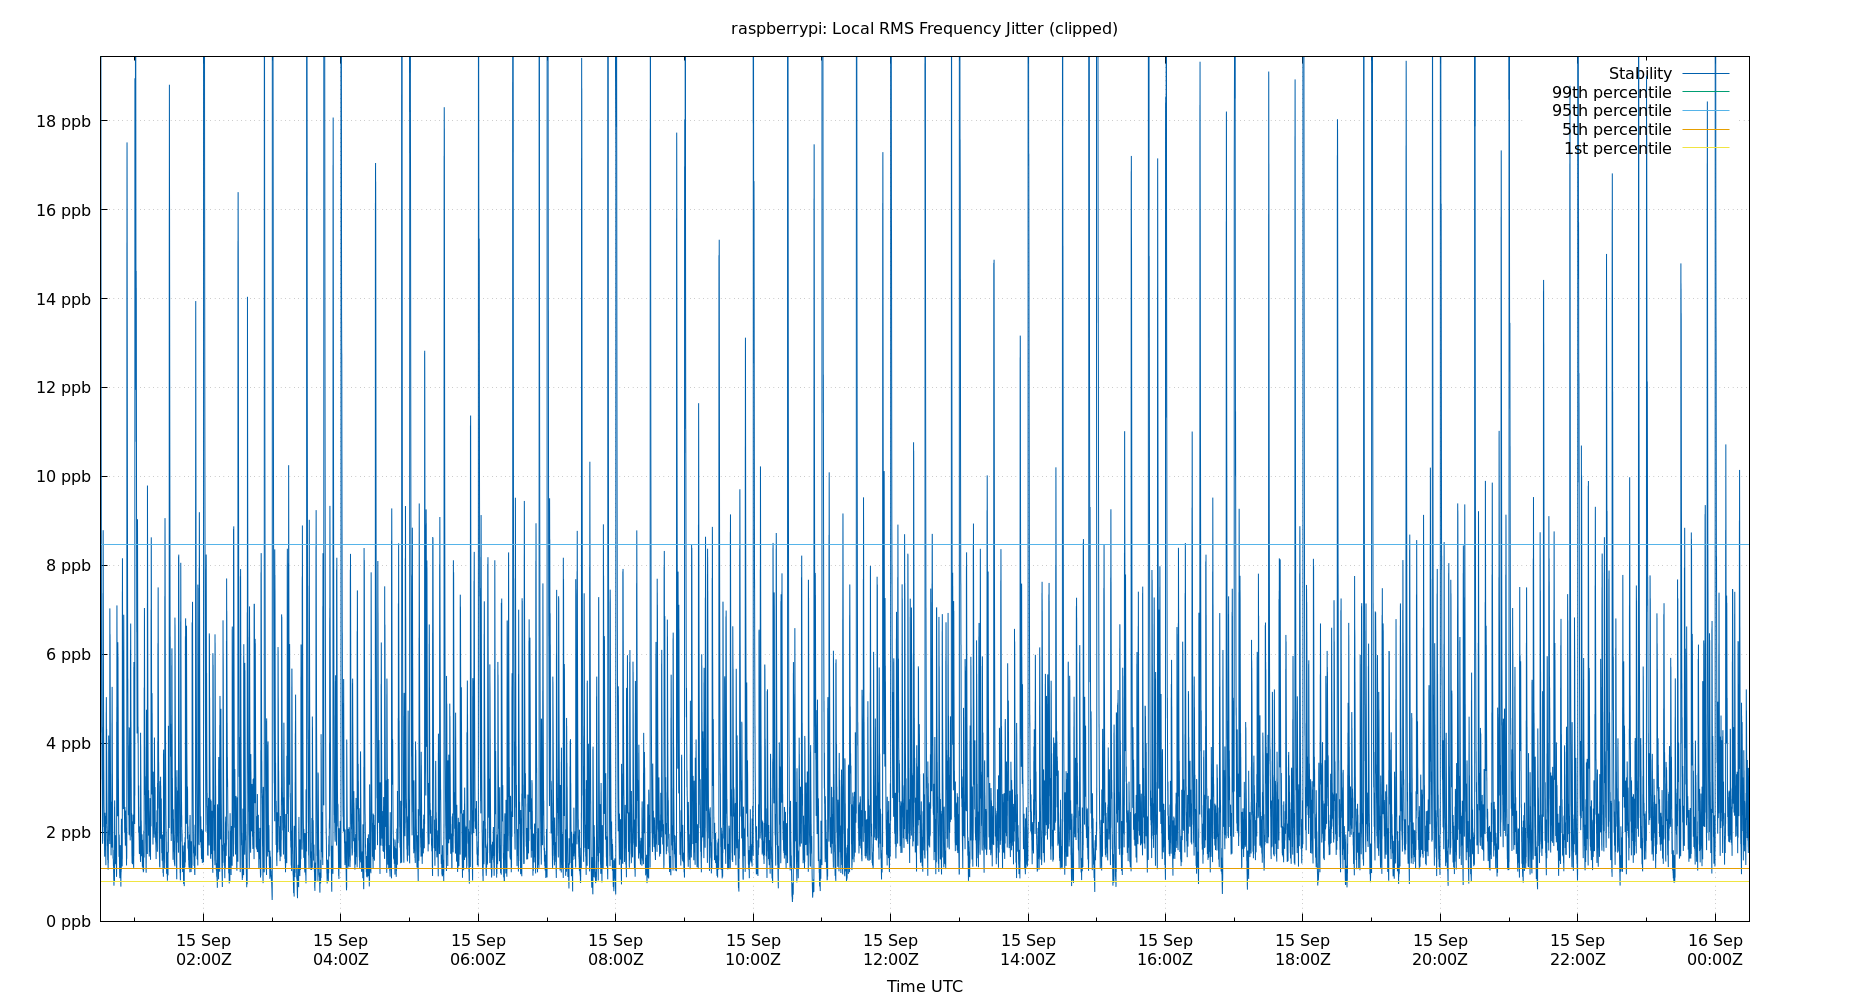 raspberrypi: Local RMS Frequency Jitter (clipped)
Stability
99th percentile
95th percentile
5th percentile
1st percentile
18 ppb
16 ppb
14 ppb
12 ppb
10 ppb
8 ppb
6 ppb
4 ppb
2 ppb
0 ppb
15 Sep 15 Sep 15 Sep 15 Sep 15 Sep 15 Sep 15 Sep 15 Sep 15 Sep 15 Sep 15 Sep 16 Sep
02:00Z 04:00Z 06:00Z 08:00Z 10:00Z 12:00Z 14:00Z 16:00Z 18:00Z 20:00Z 22:00Z 00:00Z
Time UTC